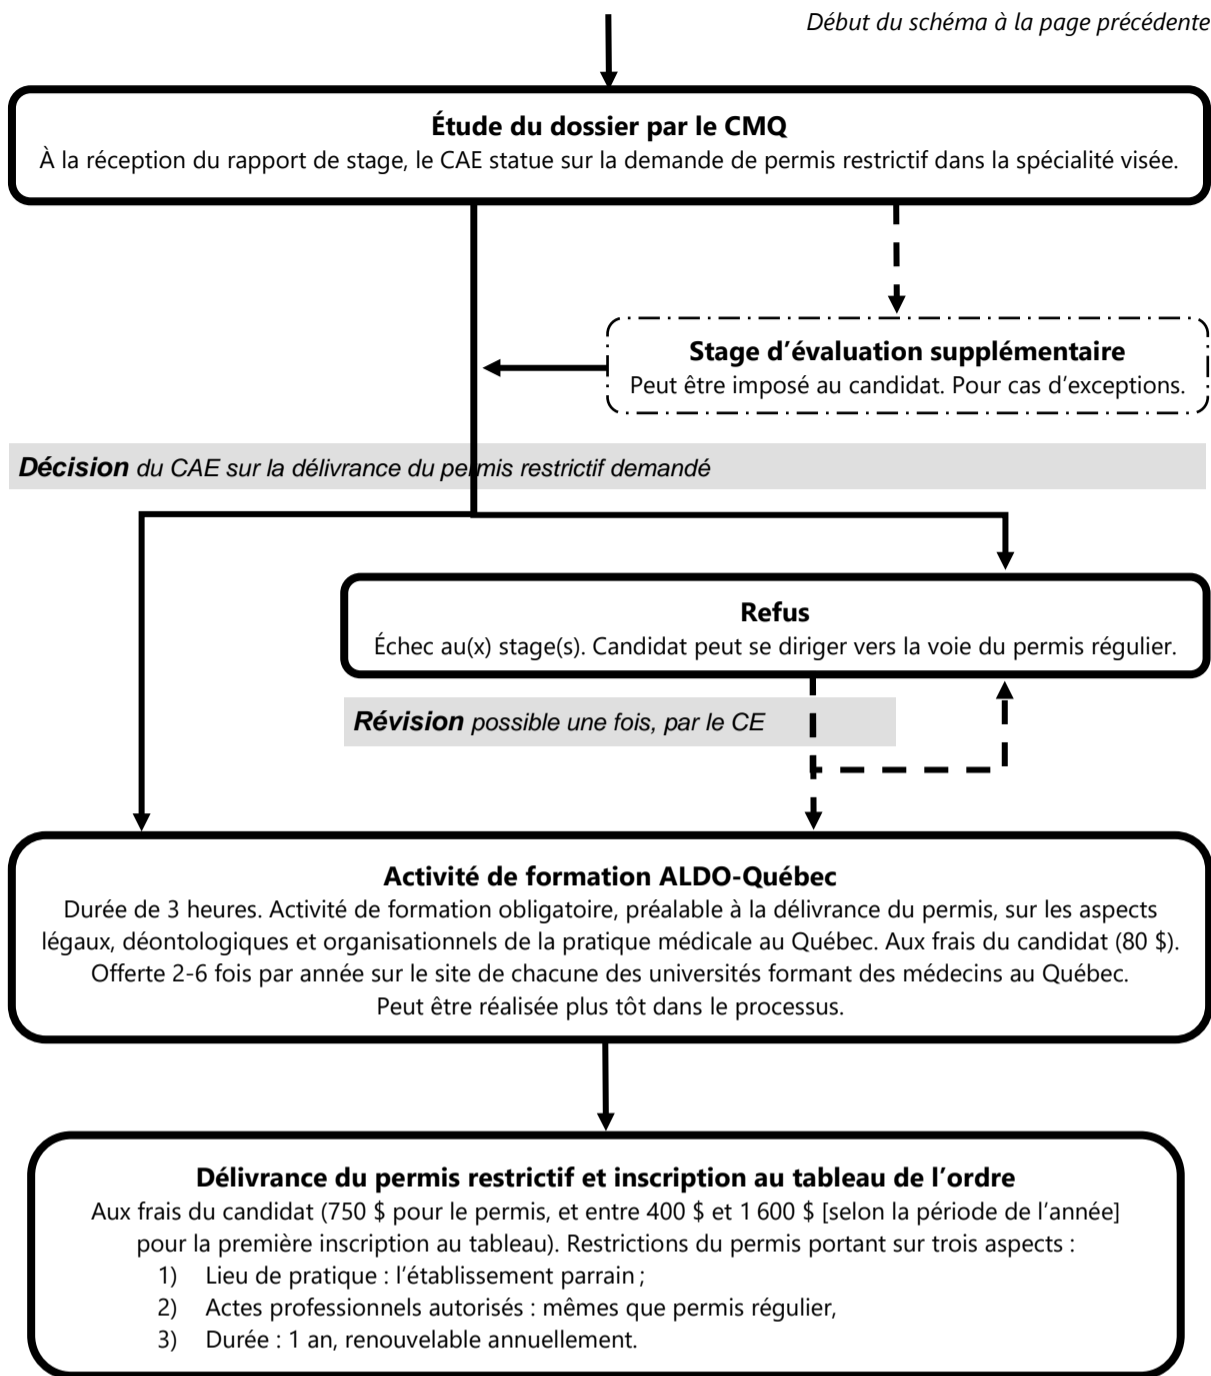 Début du schéma à la page précédente
Étude du dossier par le CMQ
À la réception du rapport de stage, le CAE statue sur la demande de permis restrictif dans la spécialité visée.
Stage d’évaluation supplémentaire
Peut être imposé au candidat. Pour cas d’exceptions.
Décision du CAE sur la délivrance du permis restrictif demandé
Refus
Échec au(x) stage(s). Candidat peut se diriger vers la voie du permis régulier.
Révision possible une fois, par le CE
Activité de formation ALDO-Québec
Durée de 3 heures. Activité de formation obligatoire, préalable à la délivrance du permis, sur les aspects
légaux, déontologiques et organisationnels de la pratique médicale au Québec. Aux frais du candidat (80 $).
Offerte 2-6 fois par année sur le site de chacune des universités formant des médecins au Québec.
Peut être réalisée plus tôt dans le processus.
Délivrance du permis restrictif et inscription au tableau de l’ordre
Aux frais du candidat (750 $ pour le permis, et entre 400 $ et 1 600 $ [selon la période de l’année]
pour la première inscription au tableau). Restrictions du permis portant sur trois aspects :
1) Lieu de pratique : l’établissement parrain ;
2) Actes professionnels autorisés : mêmes que permis régulier,
3) Durée : 1 an, renouvelable annuellement.